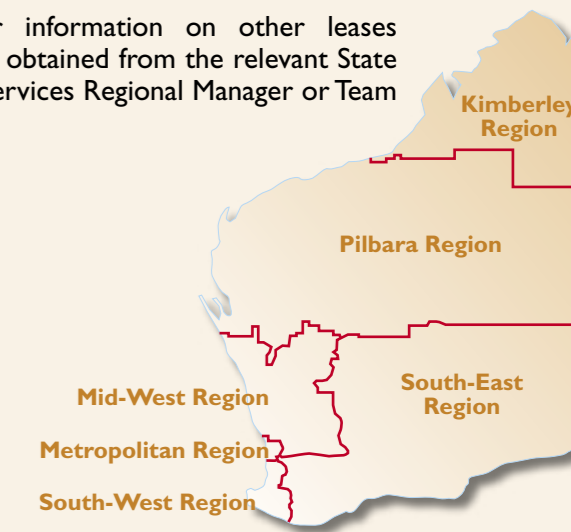 r information on other leases
obtained from the relevant State
ervices Regional Manager or Team
Kimberley
Region
Pilbara Region
Mid-West Region
South-East
Region
Metropolitan Region
South-West Region